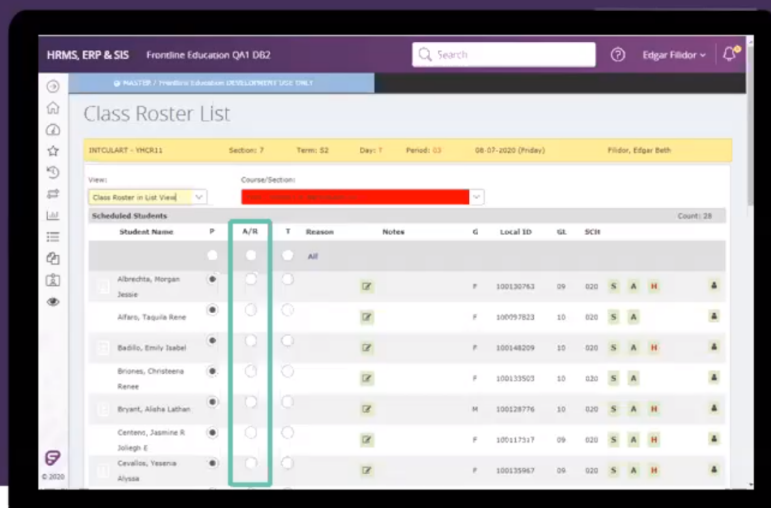 HRMS, ERP & SIS Frontline Education QA1 DB2 Search Edgar Filidor
MASTER / Frontline Education DEVELOPMENT USE ONLY
Class Roster List
INTCULART - YMCR11 Section: 7 Term: S2 Day: 7 Period: 03 08-07-2020 (Friday) Filidor, Edgar Beth
View: Course/Section:
Class Roster in List View
Scheduled Students Count: 28
Student Name P A/R T Reason Notes G Local ID GL SCH
All
Albrechta, Morgan
Jessie
F 100130763 09 020 S A H
Alfaro, Taquila Rene F 100097823 10 020 S A
Badillo, Emily Isabel F 100148209 10 020 S A H
Briones, Christeena
Renee
F 100133503 10 020 S A
Bryant, Alisha Lathan M 100128776 10 020 S A H
Centeno, Jasmine R
Joliegh E
F 100117517 09 020 S A H
Cevallos, Yesenia
Alyssa
F 100135967 09 020 S A H
© 2020